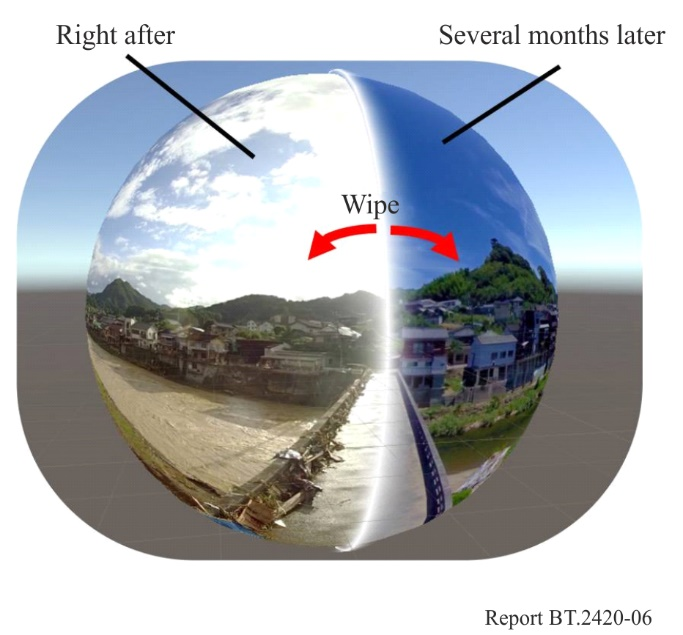 Right after
Several months later
Wipe
Report BT.2420-06